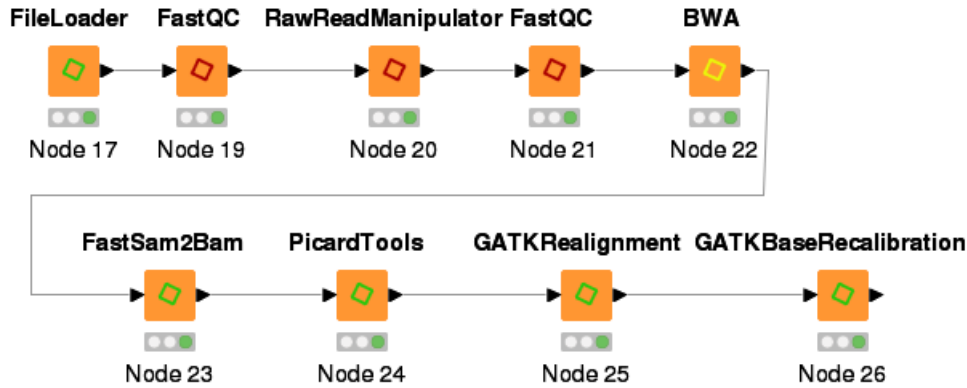 FileLoader FastQC RawReadManipulator FastQC BWA
Node 17 Node 19 Node 20 Node 21 Node 22
FastSam2Bam PicardTools GATKRealignment GATKBaseRecalibration
Node 23 Node 24 Node 25 Node 26